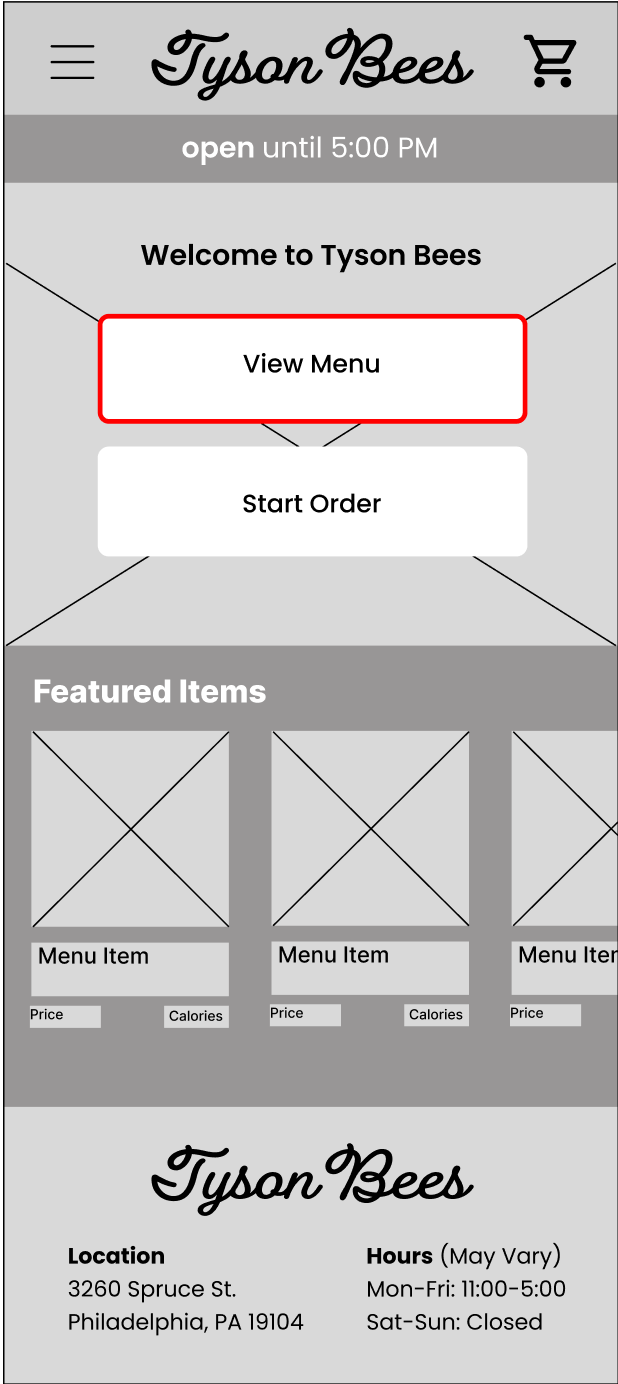 Tyson Bees
open until 5:00 PM
Welcome to Tyson Bees
View Menu
Start Order
Featured Items
Menu Item
Price Calories
Menu Item
Price Calories
Menu Iter
Price
Tyson Bees
Location
3260 Spruce St.
Philadelphia, PA 19104
Hours (May Vary)
Mon-Fri: 11:00-5:00
Sat-Sun: Closed